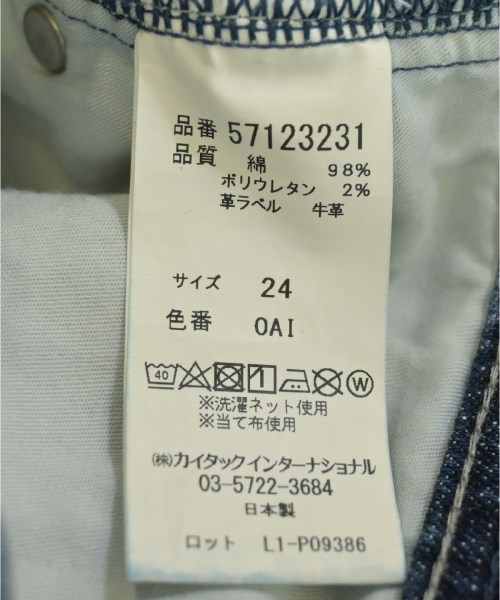 品番 57123231
品質 綿 98%
ポリウレタン 2%
革ラベル 牛革
サイズ 24
色番 OAI
40 W
※洗濯ネット使用
※当て布使用
㈱カイタックインターナショナル
03-5722-3684
日本製
ロット L1-P09386